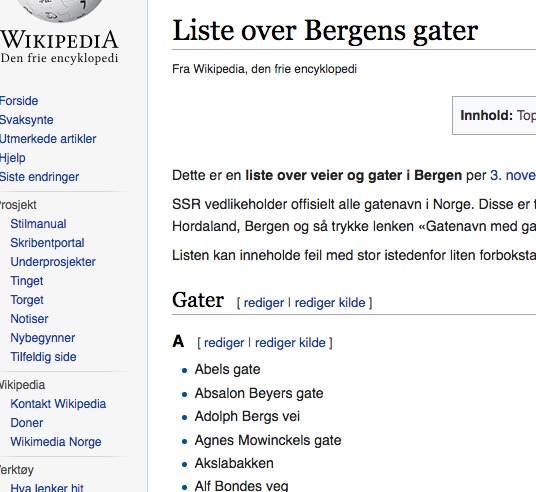 WIKIPEDIA
Den frie encyklopedi
Forside
Svaksynte
Utmerkede artikler
Hjelp
Siste endringer
Prosjekt
Stilmanual
Skribentportal
Underprosjekter
Tinget
Torget
Notiser
Nybegynner
Tilfeldig side
Wikipedia
Kontakt Wikipedia
Doner
Wikimedia Norge
Verktøy
Hva lenker hit
Liste over Bergens gater
Fra Wikipedia, den frie encyklopedi
Innhold: Top
Dette er en liste over veier og gater i Bergen per 3. nove
SSR vedlikeholder offisielt alle gatenavn i Norge. Disse er t
Hordaland, Bergen og så trykke lenken «Gatenavn med ga
Listen kan inneholde feil med stor istedenfor liten forboksta
Gater [ rediger | rediger kilde ]
A [ rediger | rediger kilde ]
Abels gate
Absalon Beyers gate
Adolph Bergs vei
Agnes Mowinckels gate
Akslabakken
Alf Bondes veg